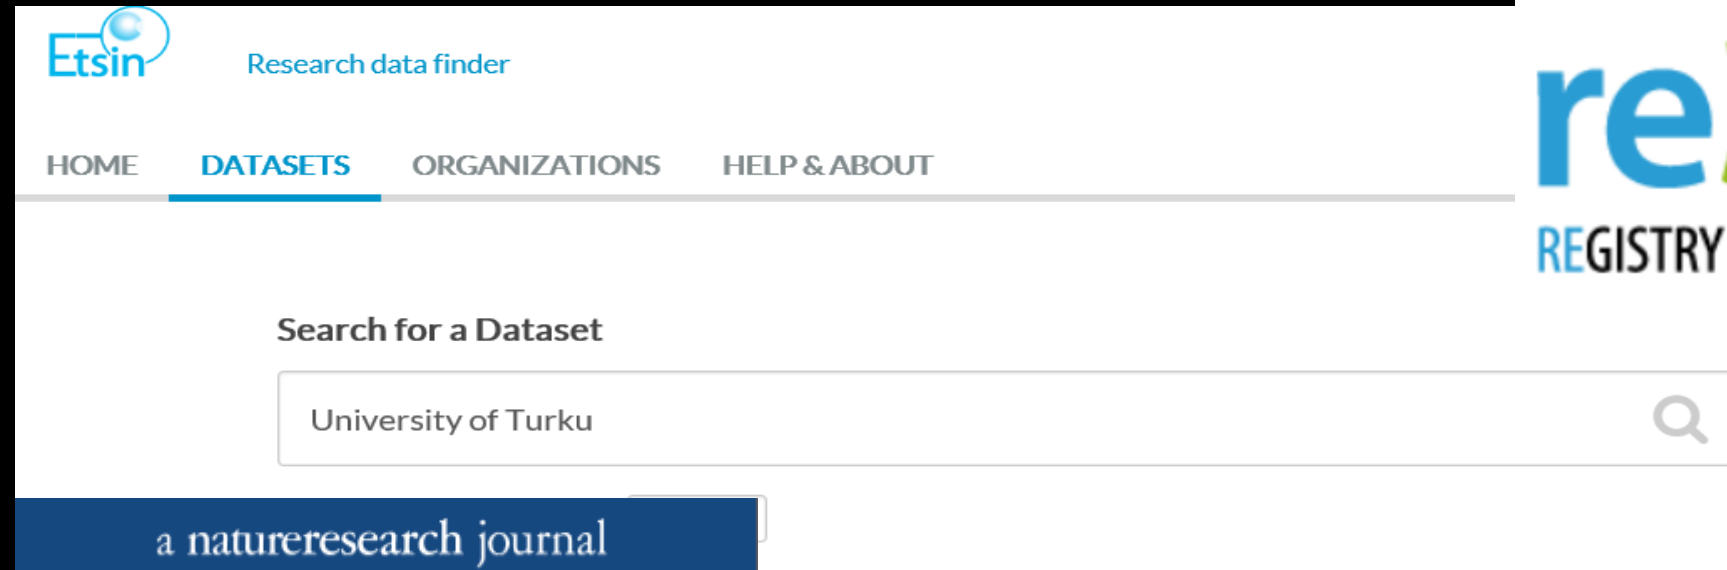 Etsin
Research data finder
HOME DATASETS ORGANIZATIONS HELP & ABOUT
re
REGISTRY
Search for a Dataset
University of Turku
a natureresearch journal